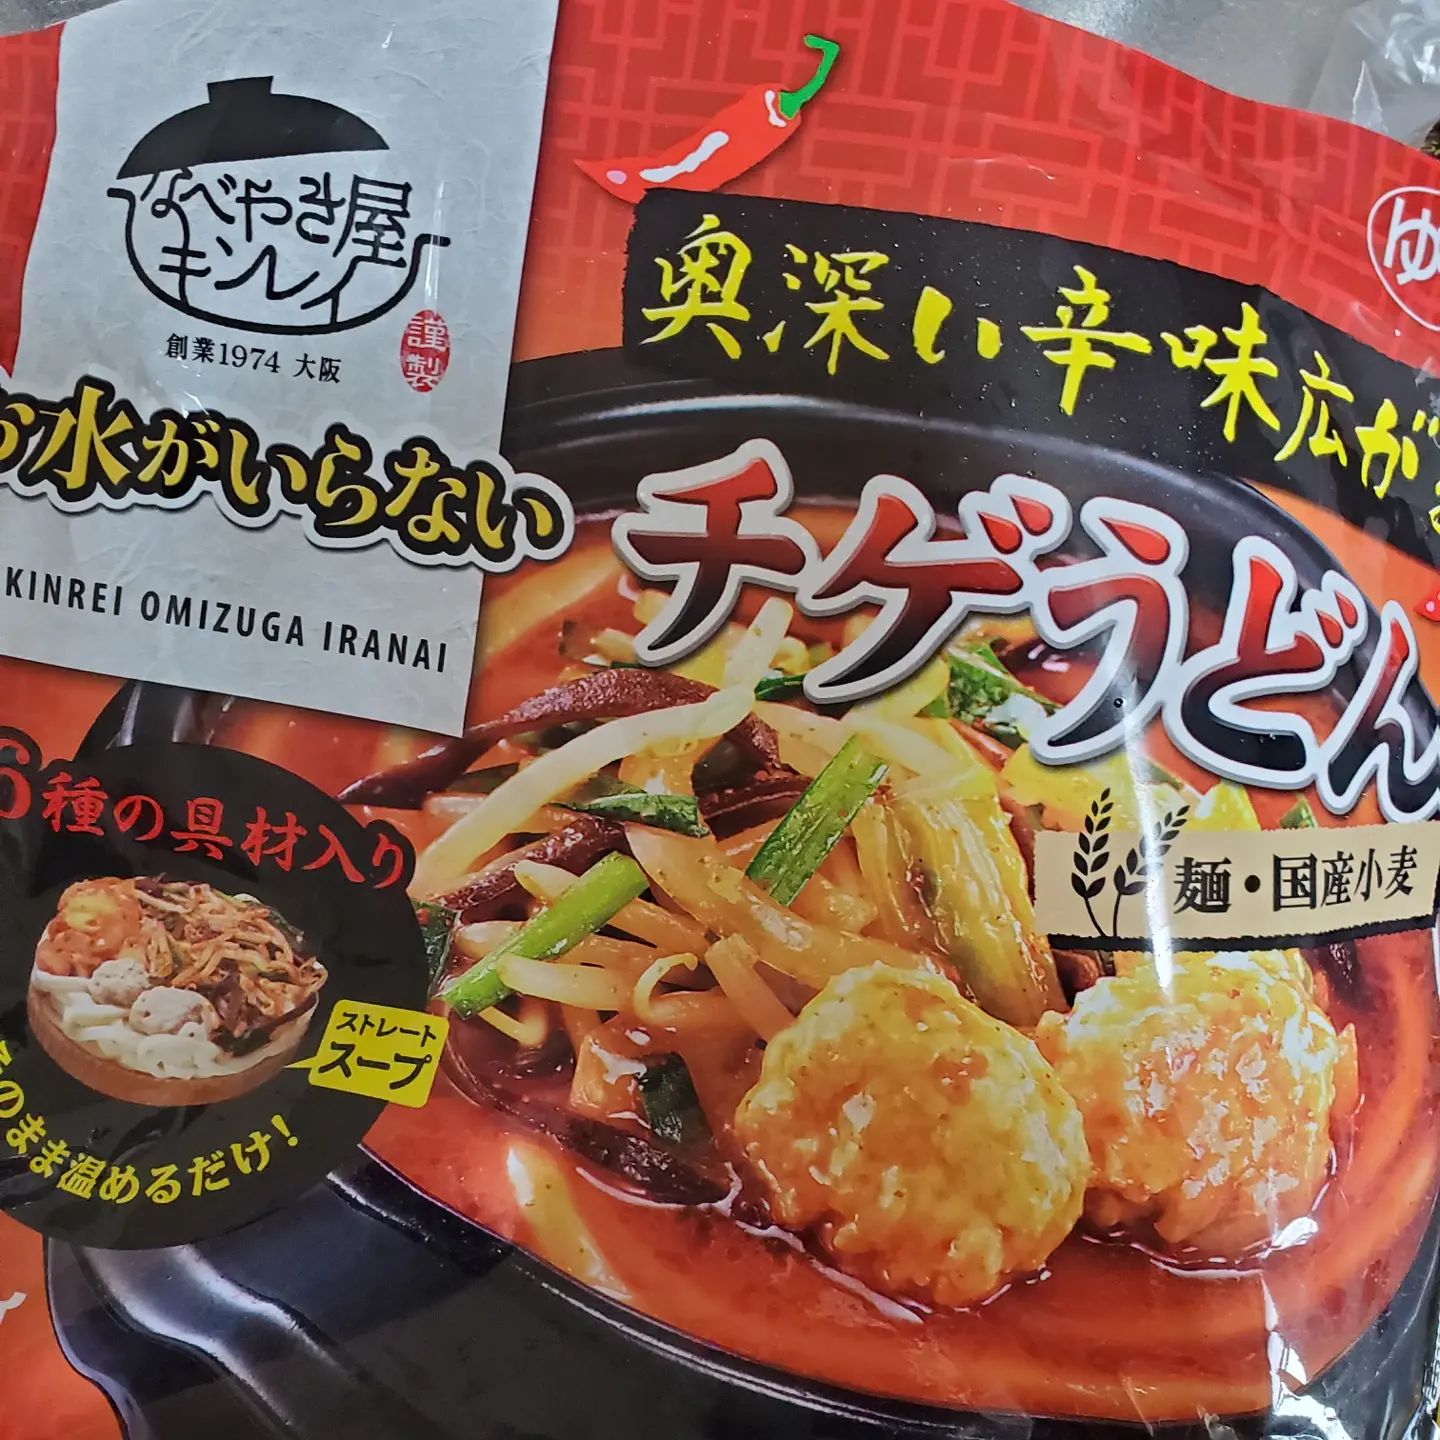 なべやき屋
キンレイ
創業1974 大阪
謹製
お水がいらない
KINREI OMIZUGA IRANAI
奥深い辛味広がる
チゲうどん
麺・国産小麦
6種の具材入り
ストレート
スープ
そのまま温めるだけ!